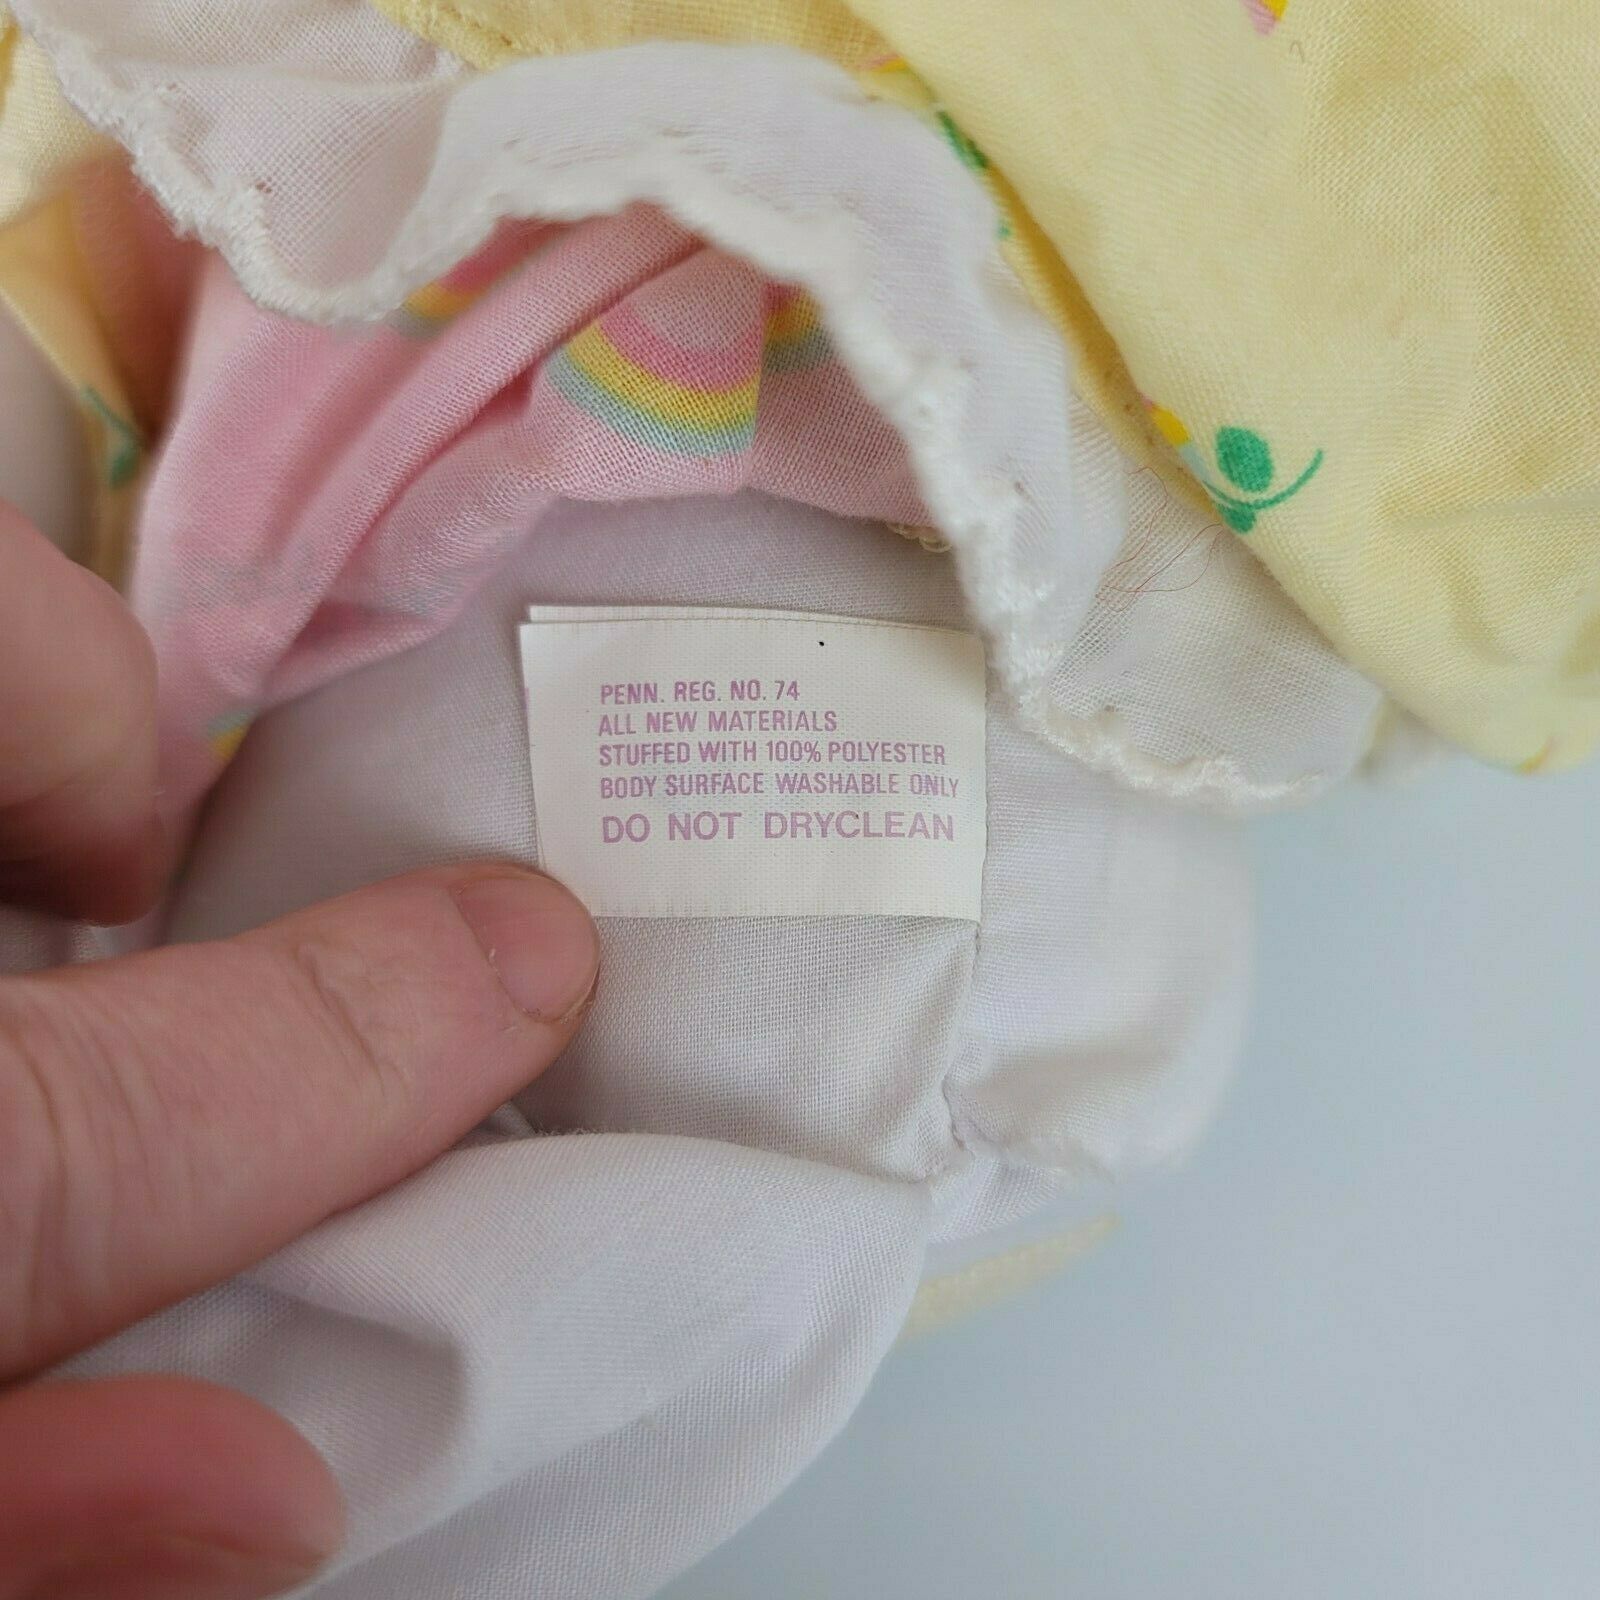 PENN. REG. NO. 74
ALL NEW MATERIALS
STUFFED WITH 100% POLYESTER
BODY SURFACE WASHABLE ONLY
DO NOT DRYCLEAN